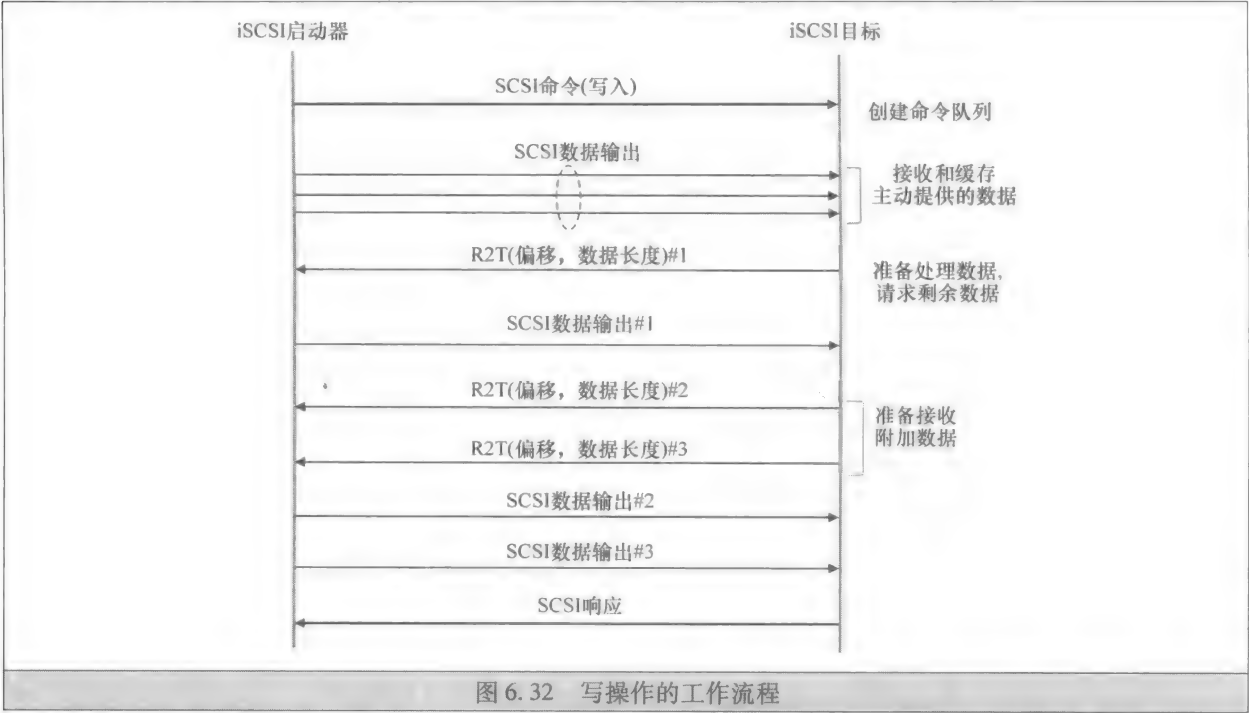 iSCSI启动器
iSCSI目标
SCSI命令(写入)
创建命令队列
SCSI数据输出
接收和缓存
主动提供的数据
R2T(偏移，数据长度)#1
准备处理数据,
请求剩余数据
SCSI数据输出#1
R2T(偏移，数据长度)#2
准备接收
附加数据
R2T(偏移，数据长度)#3
SCSI数据输出#2
SCSI数据输出#3
SCSI响应
图 6.32 写操作的工作流程